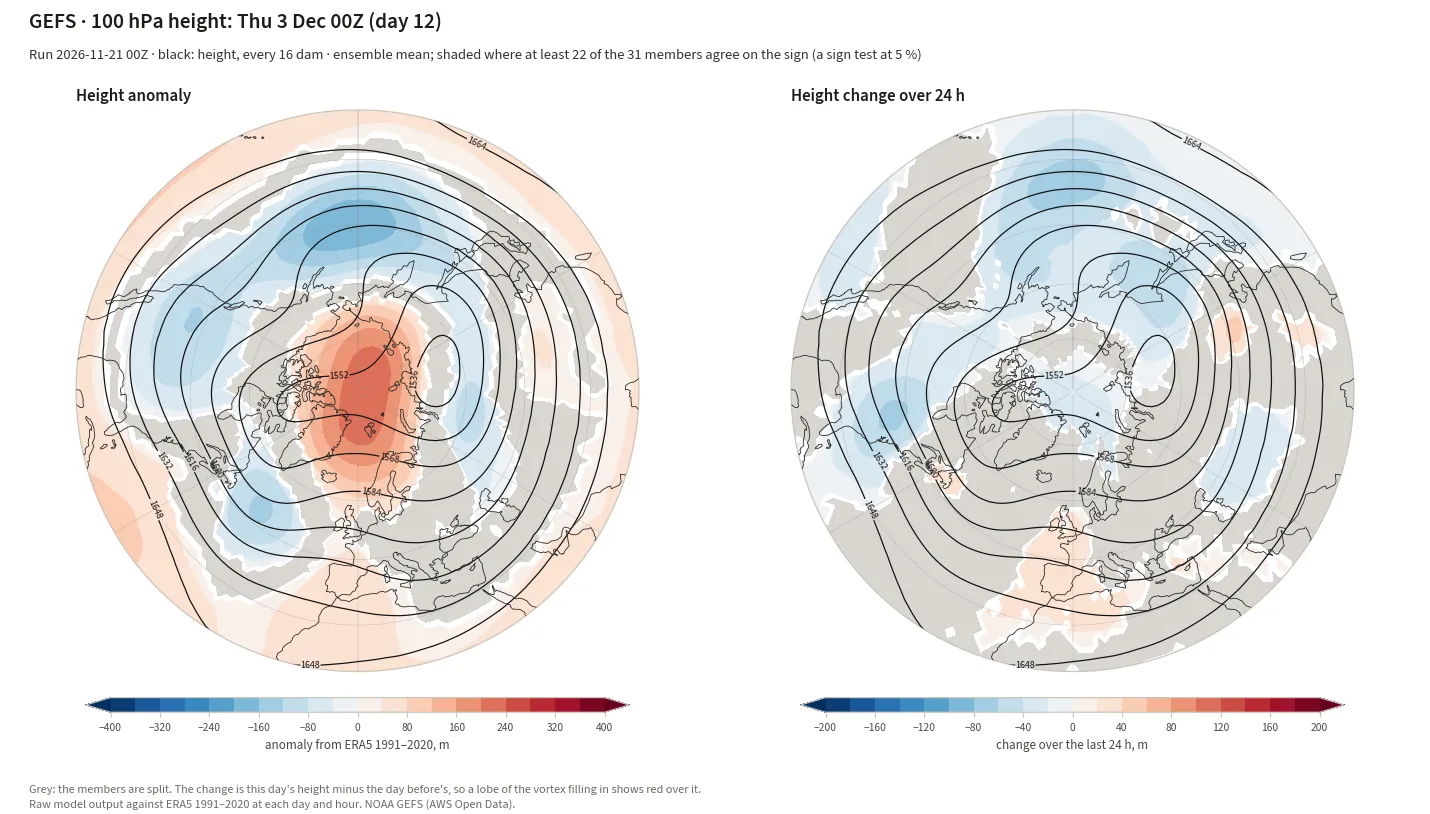 GEFS · 100 hPa height: Thu 3 Dec 00Z (day 12)
Run 2026-11-21 00Z · black: height, every 16 dam · ensemble mean; shaded where at least 22 of the 31 members agree on the sign (a sign test at 5 %)
Height anomaly
Height change over 24 h
1664
1552
1536
1568
1584
1632
1616
1648
1648
1664
1552
1536
1568
1584
1632
1616
1648
1648
−400 −320 −240 −160 −80 0 80 160 240 320 400
anomaly from ERA5 1991–2020, m
−200 −160 −120 −80 −40 0 40 80 120 160 200
change over the last 24 h, m
Grey: the members are split. The change is this day's height minus the day before's, so a lobe of the vortex filling in shows red over it.
Raw model output against ERA5 1991–2020 at each day and hour. NOAA GEFS (AWS Open Data).